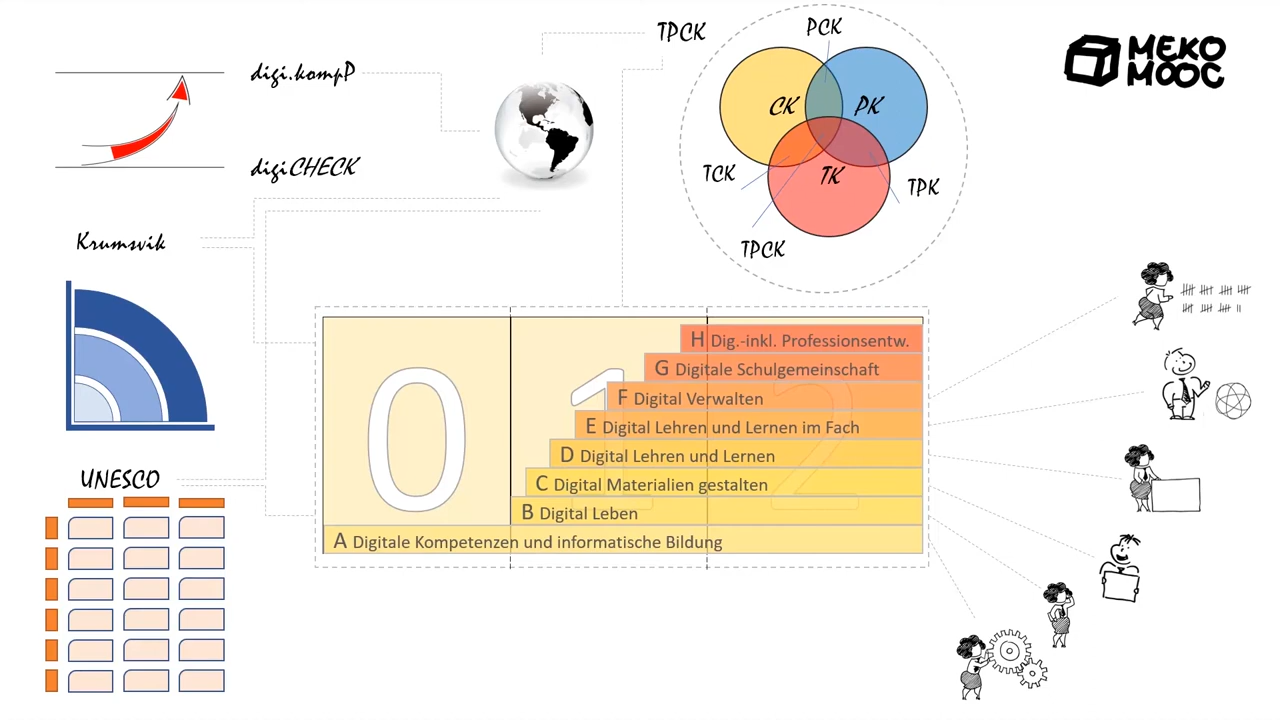 digi.kompP
digiCHECK
Krumsvik
UNESCO
TPCK
PCK
CK
PK
TCK
TK
TPK
TPCK
MEKO
MOOC
0
1
2
H Dig.-inkl. Professionsentw.
G Digitale Schulgemeinschaft
F Digital Verwalten
E Digital Lehren und Lernen im Fach
D Digital Lehren und Lernen
C Digital Materialien gestalten
B Digital Leben
A Digitale Kompetenzen und informatische Bildung